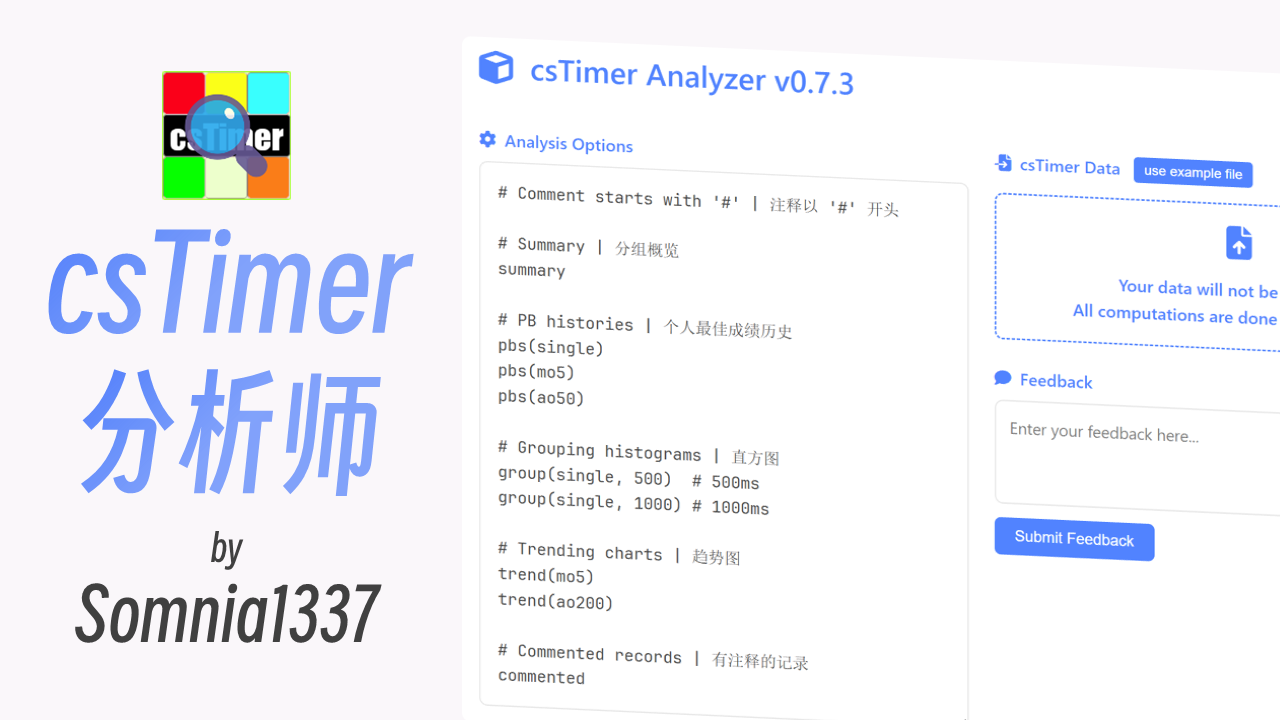 csTimer
csTimer
分析师
by
Somnia1337
csTimer Analyzer v0.7.3
Analysis Options
# Comment starts with '#' | 注释以 '#' 开头
# Summary | 分组概览
summary
# PB histories | 个人最佳成绩历史
pbs(single)
pbs(mo5)
pbs(ao50)
# Grouping histograms | 直方图
group(single, 500)  # 500ms
group(single, 1000) # 1000ms
# Trending charts | 趋势图
trend(mo5)
trend(ao200)
# Commented records | 有注释的记录
commented
csTimer Data
use example file
Your data will not be
All computations are done
Feedback
Enter your feedback here...
Submit Feedback